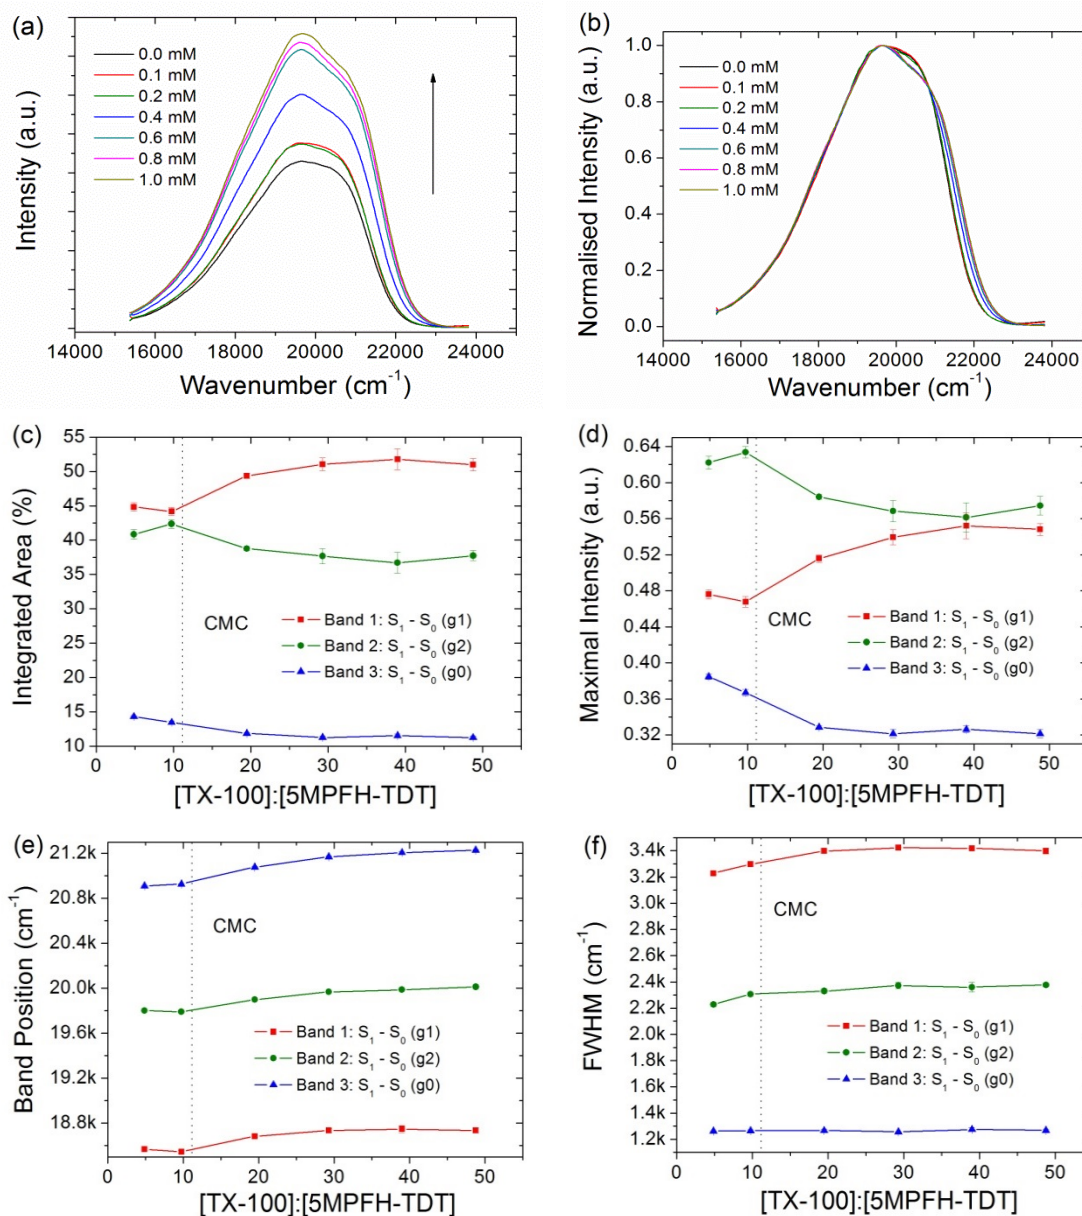 (a)
0.0 mM
0.1 mM
0.2 mM
0.4 mM
0.6 mM
0.8 mM
1.0 mM
Intensity (a.u.)
14000 16000 18000 20000 22000 24000
Wavenumber (cm⁻¹)
(b)
0.0 mM
0.1 mM
0.2 mM
0.4 mM
0.6 mM
0.8 mM
1.0 mM
Normalised Intensity (a.u.)
1.0
0.8
0.6
0.4
0.2
0.0
14000 16000 18000 20000 22000 24000
Wavenumber (cm⁻¹)
(c)
Integrated Area (%)
55
50
45
40
35
15
10
CMC
Band 1: S₁ - S₀ (g1)
Band 2: S₁ - S₀ (g2)
Band 3: S₁ - S₀ (g0)
0 10 20 30 40 50
[TX-100]:[5MPFH-TDT]
(d)
Maximal Intensity (a.u.)
0.64
0.56
0.48
0.40
0.32
CMC
Band 1: S₁ - S₀ (g1)
Band 2: S₁ - S₀ (g2)
Band 3: S₁ - S₀ (g0)
0 10 20 30 40 50
[TX-100]:[5MPFH-TDT]
(e)
Band Position (cm⁻¹)
21.2k
20.8k
20.4k
20.0k
19.6k
19.2k
18.8k
CMC
Band 1: S₁ - S₀ (g1)
Band 2: S₁ - S₀ (g2)
Band 3: S₁ - S₀ (g0)
0 10 20 30 40 50
[TX-100]:[5MPFH-TDT]
(f)
FWHM (cm⁻¹)
3.4k
3.2k
3.0k
2.8k
2.6k
2.4k
2.2k
2.0k
1.8k
1.6k
1.4k
1.2k
CMC
Band 1: S₁ - S₀ (g1)
Band 2: S₁ - S₀ (g2)
Band 3: S₁ - S₀ (g0)
0 10 20 30 40 50
[TX-100]:[5MPFH-TDT]